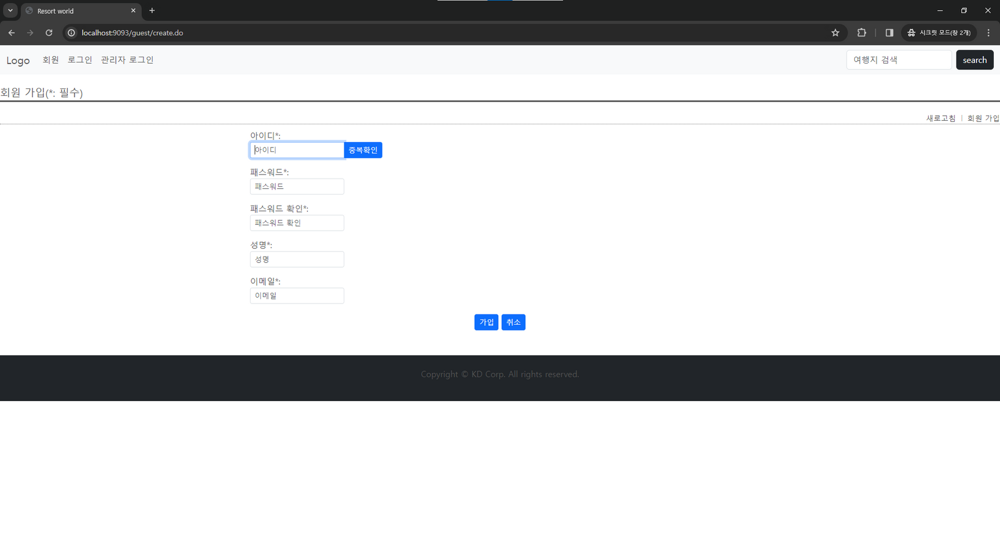 Resort world
localhost:9093/guest/create.do
시크릿 모드(창 2개)
Logo 회원 로그인 관리자 로그인 여행지 검색 search
회원 가입(*: 필수)
새로고침 | 회원 가입
아이디*:
아이디 중복확인
패스워드*:
패스워드
패스워드 확인*:
패스워드 확인
성명*:
성명
이메일*:
이메일
가입 취소
Copyright © KD Corp. All rights reserved.